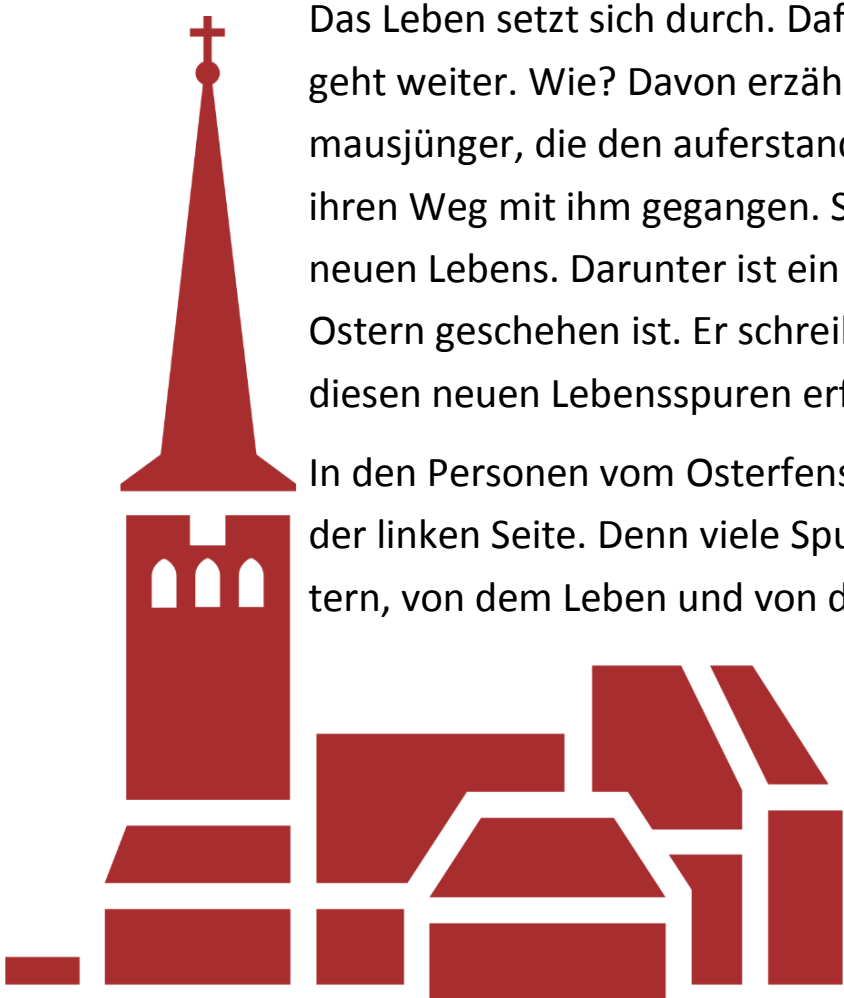 Das Leben setzt sich durch. Daf
geht weiter. Wie? Davon erzäh
mausjünger, die den auferstand
ihren Weg mit ihm gegangen. S
neuen Lebens. Darunter ist ein
Ostern geschehen ist. Er schreil
diesen neuen Lebensspuren erf
In den Personen vom Osterfens
der linken Seite. Denn viele Spu
tern, von dem Leben und von d